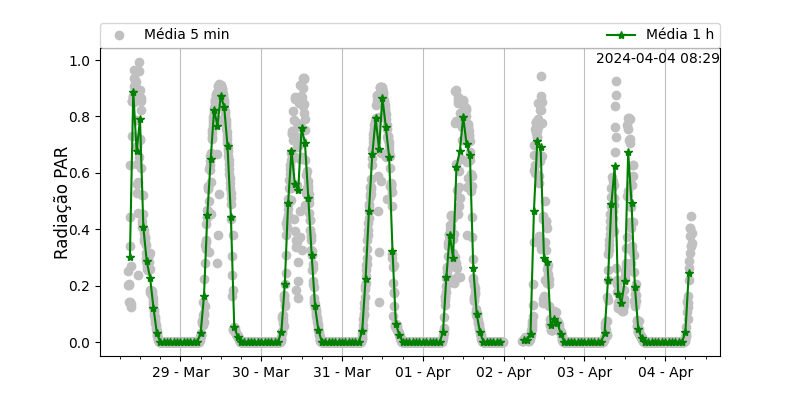 Média 5 min
Média 1 h
2024-04-04 08:29
Radiação PAR
1.0
0.8
0.6
0.4
0.2
0.0
29 - Mar
30 - Mar
31 - Mar
01 - Apr
02 - Apr
03 - Apr
04 - Apr